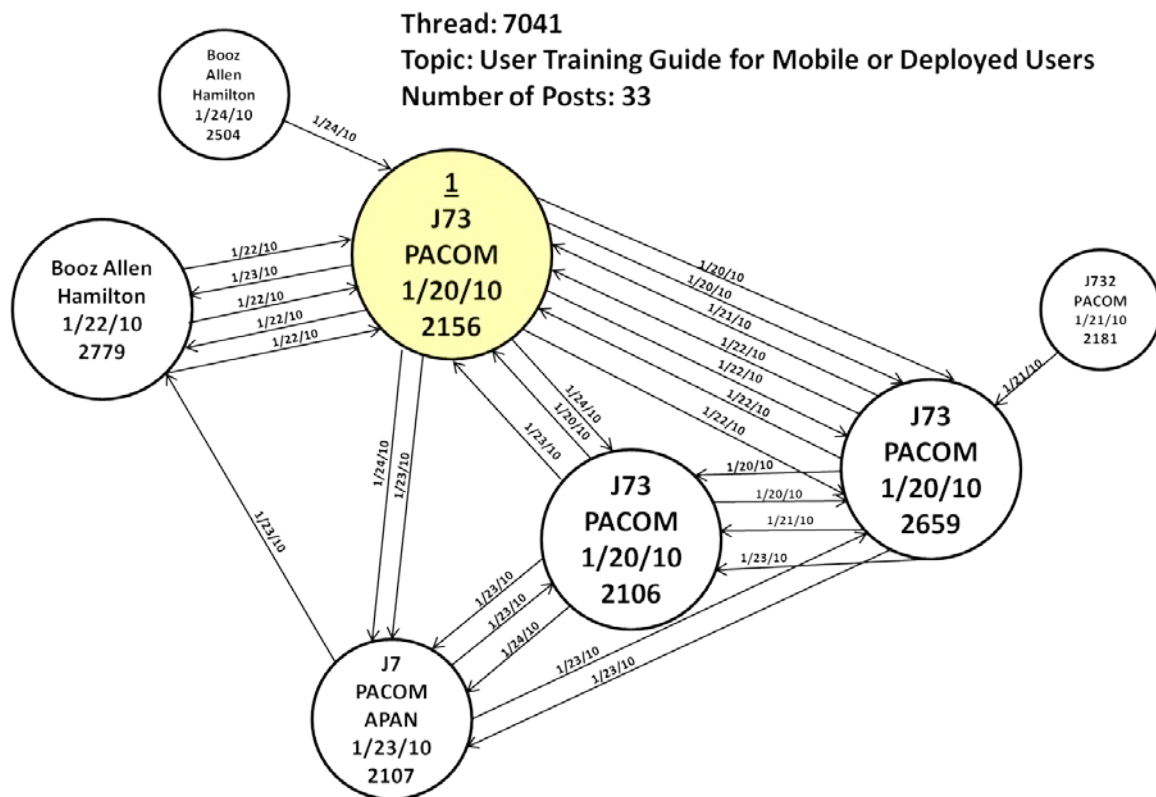 Thread: 7041
Topic: User Training Guide for Mobile or Deployed Users
Number of Posts: 33
Booz
Allen
Hamilton
1/24/10
2504
1/24/10
1
J73
PACOM
1/20/10
2156
Booz Allen
Hamilton
1/22/10
2779
1/22/10
1/23/10
1/22/10
1/22/10
1/22/10
1/20/10
1/20/10
1/21/10
1/22/10
1/22/10
1/22/10
1/22/10
J732
PACOM
1/21/10
2181
1/21/10
J73
PACOM
1/20/10
2659
1/24/10
1/20/10
1/23/10
J73
PACOM
1/20/10
2106
1/20/10
1/20/10
1/21/10
1/23/10
1/24/10
1/23/10
1/23/10
1/23/10
1/23/10
1/24/10
1/23/10
1/23/10
J7
PACOM
APAN
1/23/10
2107